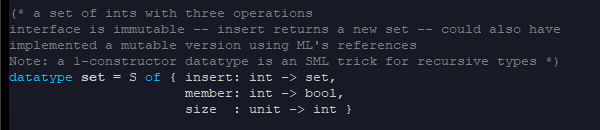 (* a set of ints with three operations
interface is immutable -- insert returns a new set -- could also have
implemented a mutable version using ML's references
Note: a 1-constructor datatype is an SML trick for recursive types *)
datatype set = S of { insert: int -> set,
                      member: int -> bool,
                      size  : unit -> int }